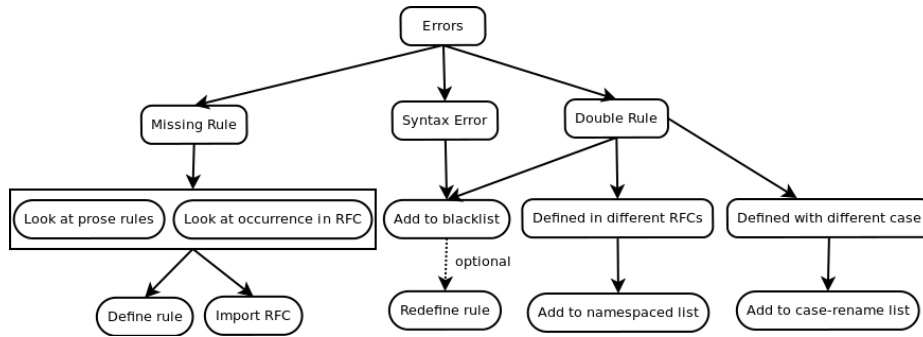 Errors
Missing Rule
Syntax Error
Double Rule
Look at prose rules
Look at occurrence in RFC
Add to blacklist
Defined in different RFCs
Defined with different case
optional
Define rule
Import RFC
Redefine rule
Add to namespaced list
Add to case-rename list